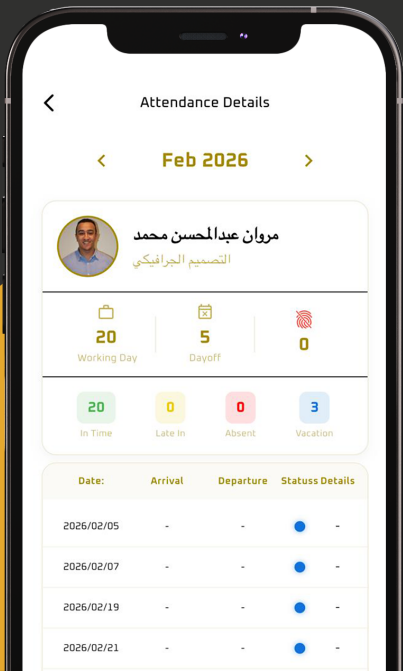 Attendance Details
Feb 2026
مروان عبدالمحسن محمد
التصميم الجرافيكي
20 5 0
Working Day Dayoff
20 0 0 3
In Time Late In Absent Vacation
Date: Arrival Departure Statuss Details
2026/02/05 - - -
2026/02/07 - - -
2026/02/19 - - -
2026/02/21 - - -